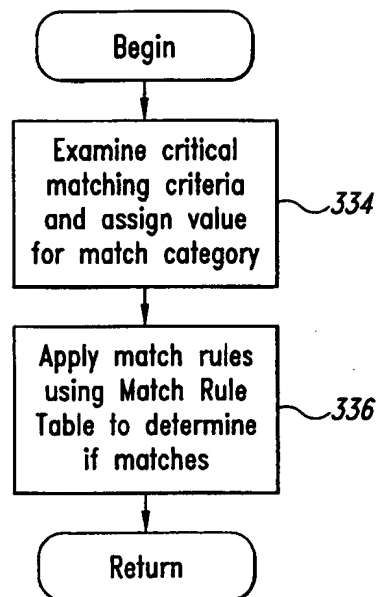 Begin
Examine critical
matching criteria
and assign value
for match category
334
Apply match rules
using Match Rule
Table to determine
if matches
336
Return